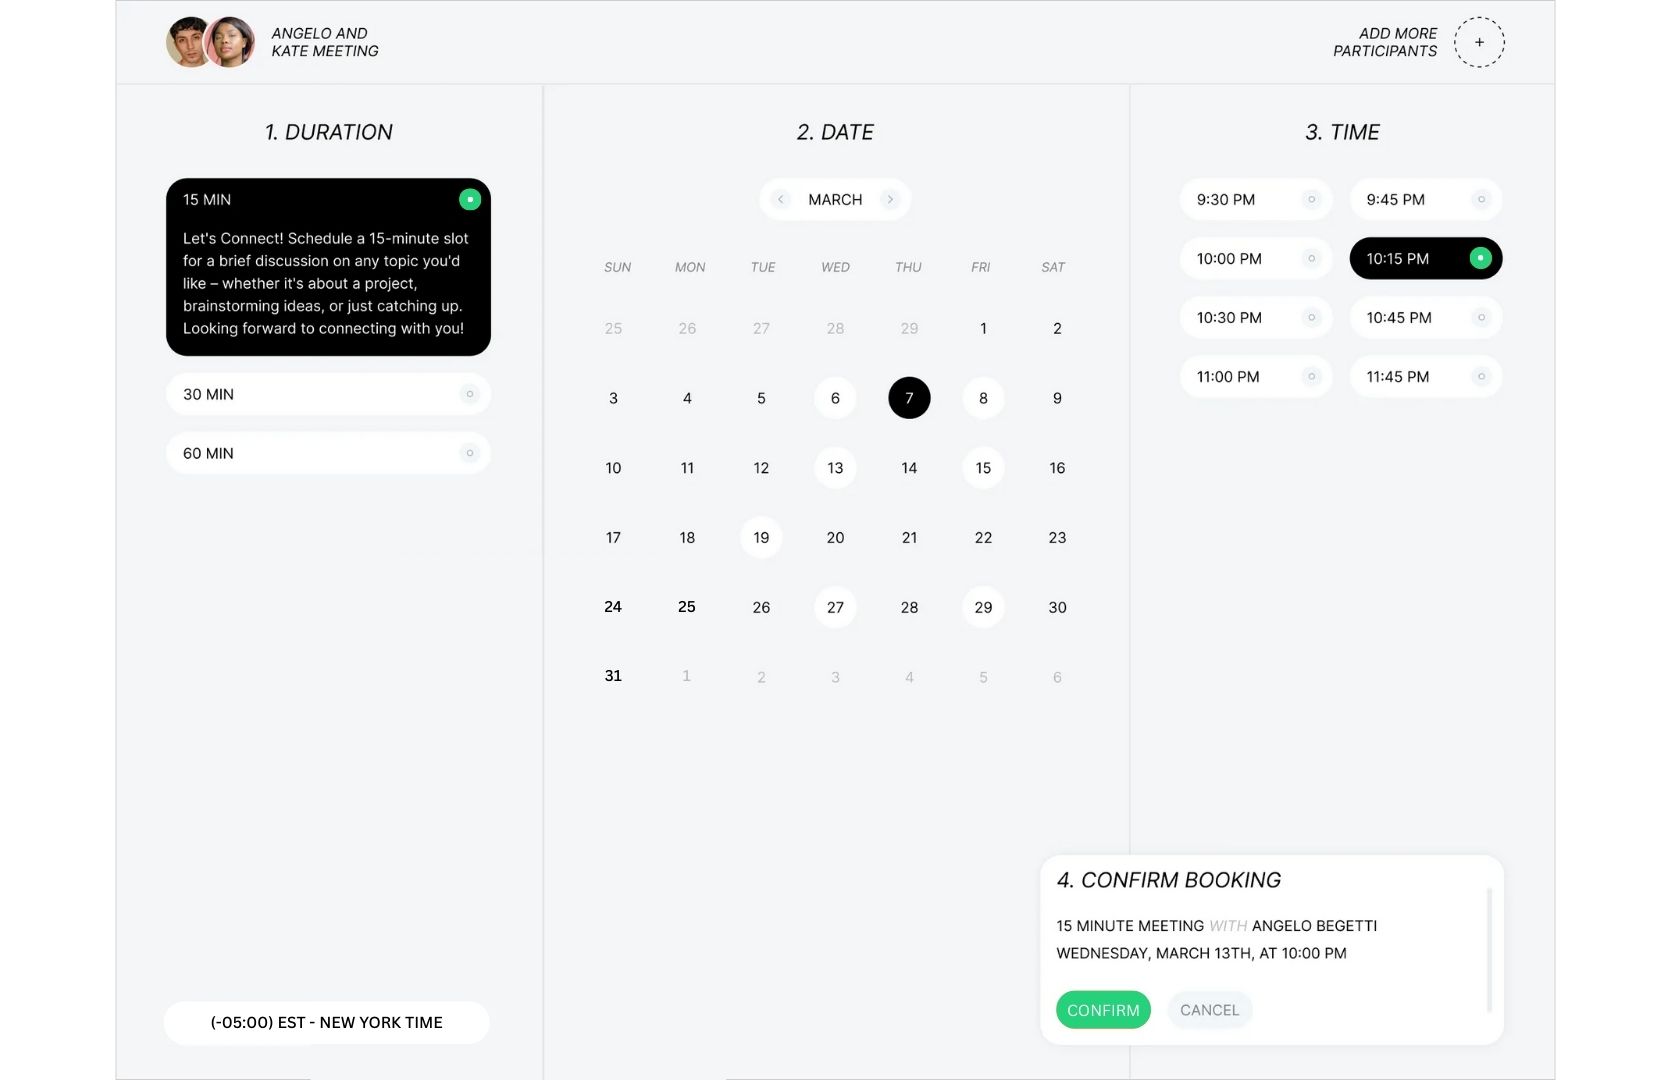 ANGELO AND
KATE MEETING
ADD MORE
PARTICIPANTS
+
1. DURATION
15 MIN
Let's Connect! Schedule a 15-minute slot
for a brief discussion on any topic you'd
like – whether it's about a project,
brainstorming ideas, or just catching up.
Looking forward to connecting with you!
30 MIN
60 MIN
(-05:00) EST - NEW YORK TIME
2. DATE
< MARCH >
SUN MON TUE WED THU FRI SAT
25 26 27 28 29 1 2
3 4 5 6 7 8 9
10 11 12 13 14 15 16
17 18 19 20 21 22 23
24 25 26 27 28 29 30
31 1 2 3 4 5 6
3. TIME
9:30 PM 9:45 PM
10:00 PM 10:15 PM
10:30 PM 10:45 PM
11:00 PM 11:45 PM
4. CONFIRM BOOKING
15 MINUTE MEETING WITH ANGELO BEGETTI
WEDNESDAY, MARCH 13TH, AT 10:00 PM
CONFIRM CANCEL